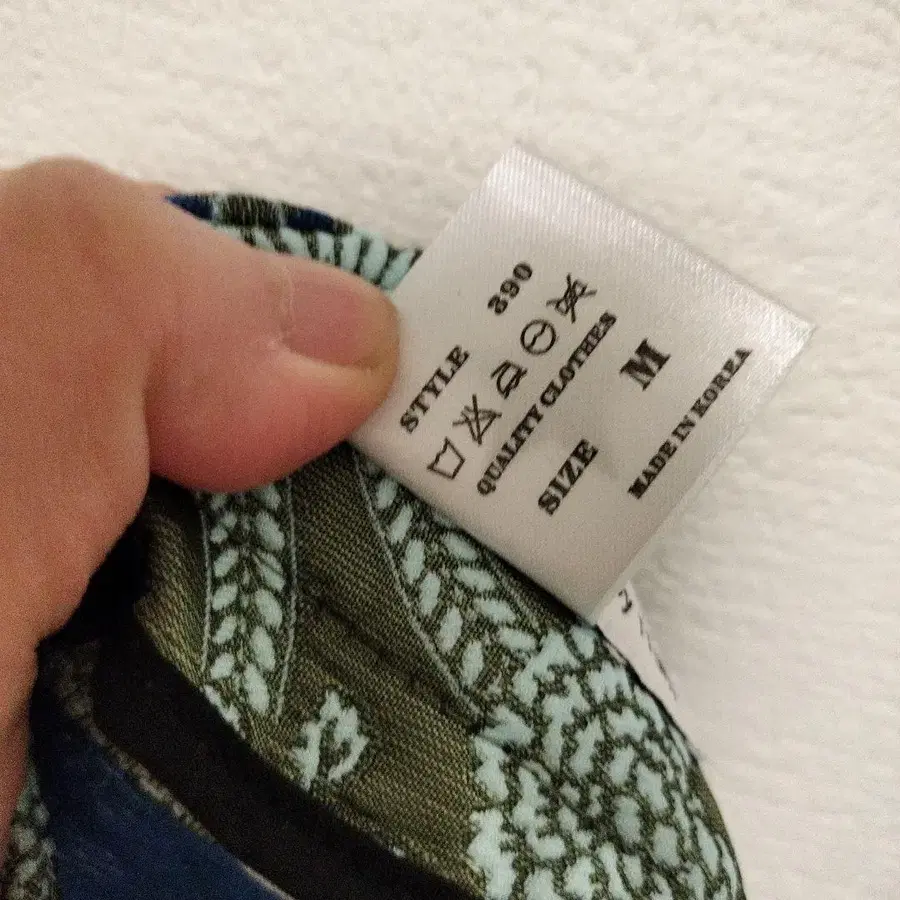 STYLE 390
QUALITY CLOTHES
SIZE M
MADE IN KOREA